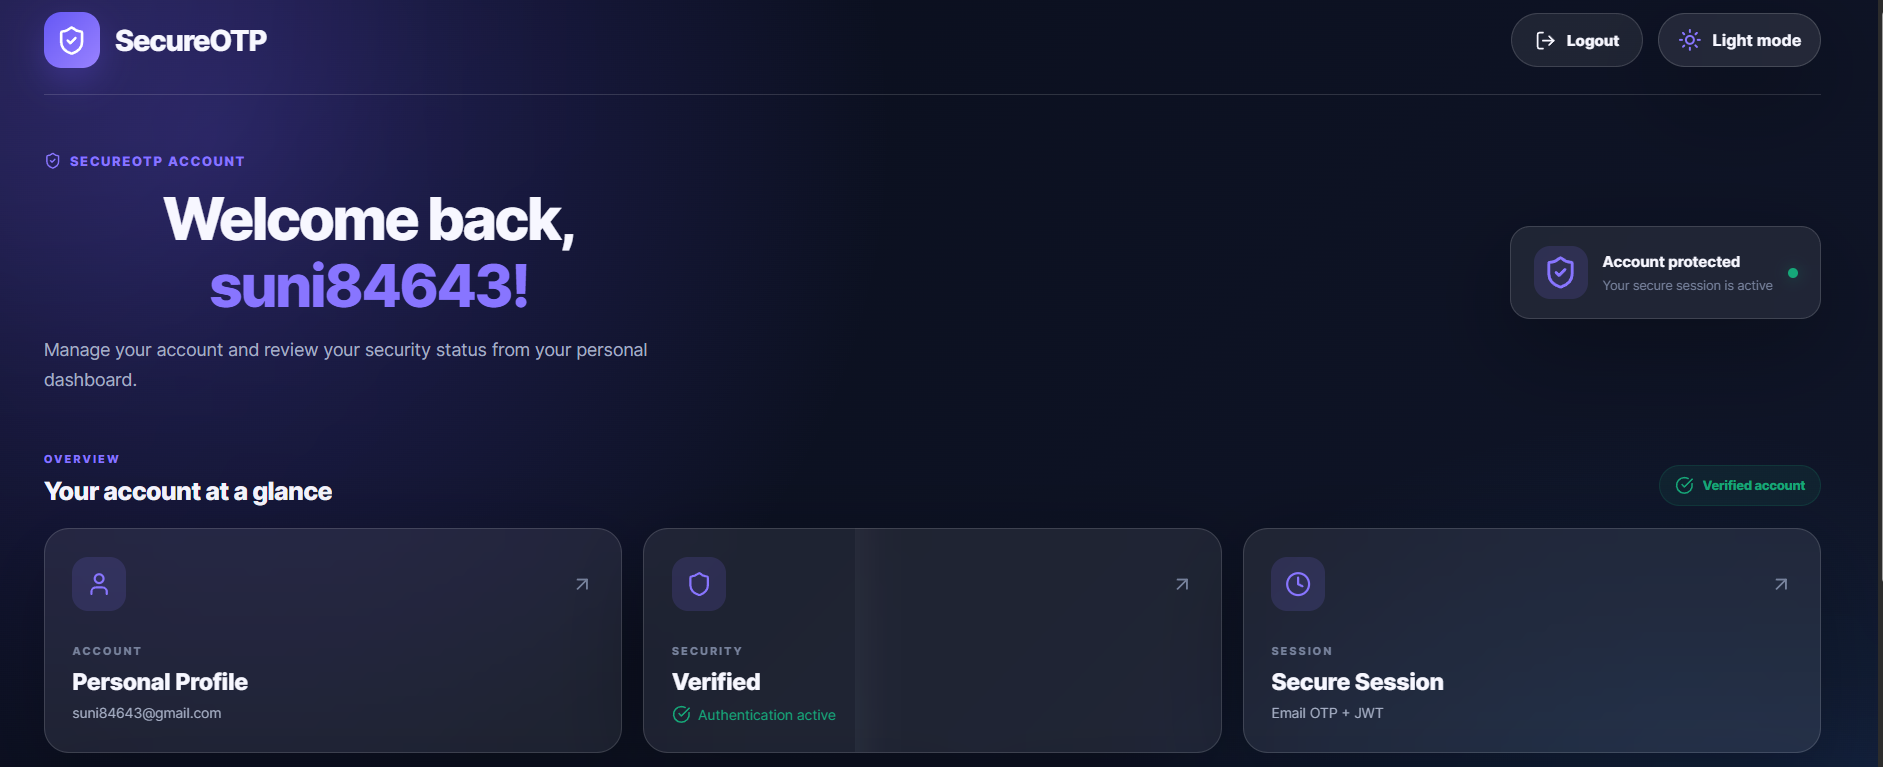 SecureOTP
Logout
Light mode
SECUREOTP ACCOUNT
Welcome back,
suni84643!
Manage your account and review your security status from your personal
dashboard.
Account protected
Your secure session is active
OVERVIEW
Your account at a glance
Verified account
ACCOUNT
Personal Profile
suni84643@gmail.com
SECURITY
Verified
Authentication active
SESSION
Secure Session
Email OTP + JWT